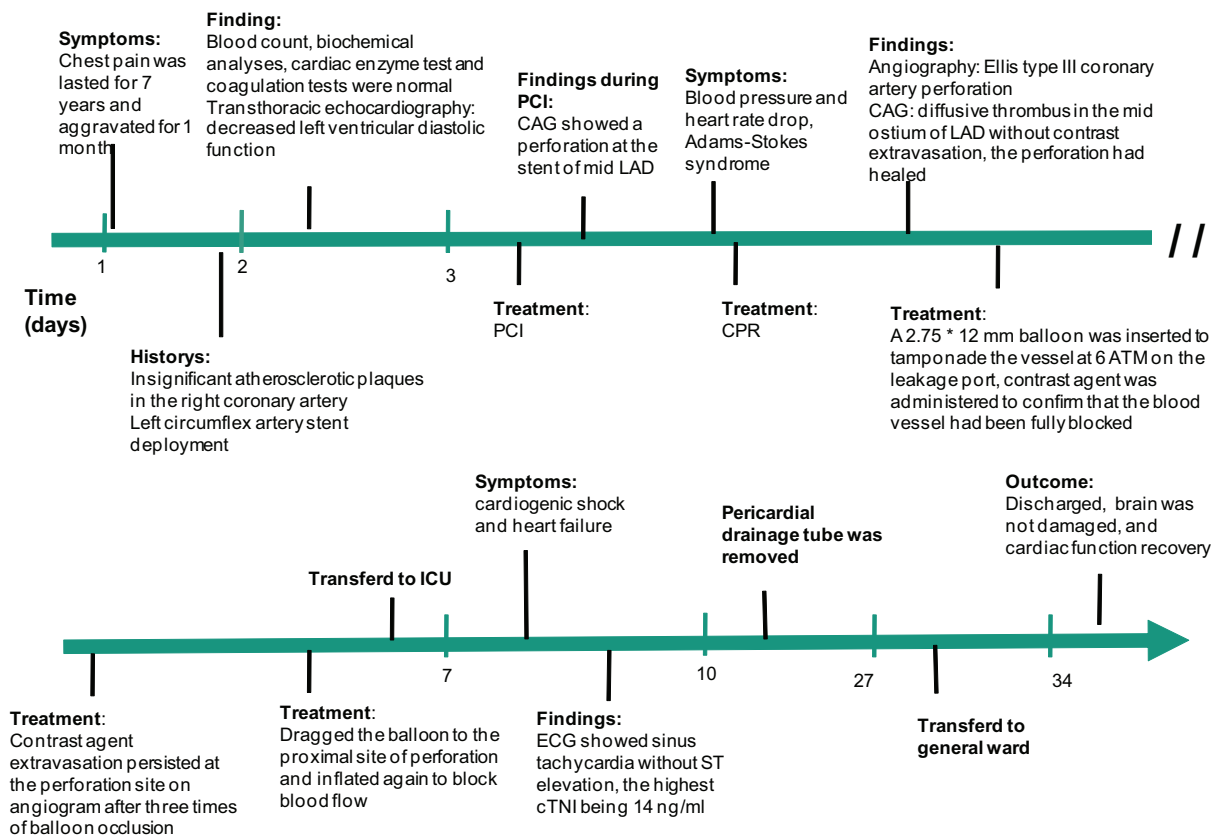 Symptoms:
Chest pain was
lasted for 7
years and
aggravated for 1
month
Finding:
Blood count, biochemical
analyses, cardiac enzyme test and
coagulation tests were normal
Transthoracic echocardiography:
decreased left ventricular diastolic
function
Findings during
PCI:
CAG showed a
perforation at the
stent of mid LAD
Symptoms:
Blood pressure and
heart rate drop,
Adams-Stokes
syndrome
Findings:
Angiography: Ellis type III coronary
artery perforation
CAG: diffusive thrombus in the mid
ostium of LAD without contrast
extravasation, the perforation had
healed
/ /
1
2
3
Time
(days)
Historys:
Insignificant atherosclerotic plaques
in the right coronary artery
Left circumflex artery stent
deployment
Treatment:
PCI
Treatment:
CPR
Treatment:
A 2.75 * 12 mm balloon was inserted to
tamponade the vessel at 6 ATM on the
leakage port, contrast agent was
administered to confirm that the blood
vessel had been fully blocked
Transferd to ICU
Symptoms:
cardiogenic shock
and heart failure
Pericardial
drainage tube was
removed
Outcome:
Discharged, brain was
not damaged, and
cardiac function recovery
7
10
27
34
Treatment:
Contrast agent
extravasation persisted at
the perforation site on
angiogram after three times
of balloon occlusion
Treatment:
Dragged the balloon to the
proximal site of perforation
and inflated again to block
blood flow
Findings:
ECG showed sinus
tachycardia without ST
elevation, the highest
cTNI being 14 ng/ml
Transferd to
general ward